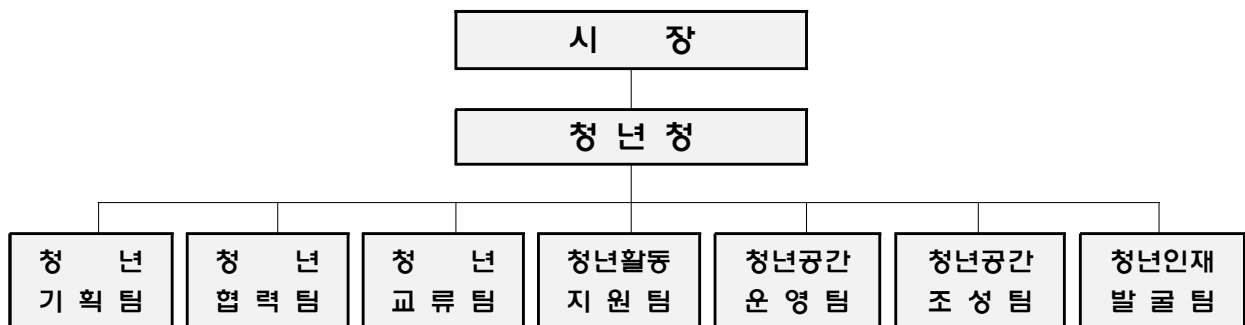 시 장
청 년 청
청 년
기 획 팀
청 년
협 력 팀
청 년
교 류 팀
청년활동
지 원 팀
청년공간
운 영 팀
청년공간
조 성 팀
청년인재
발 굴 팀